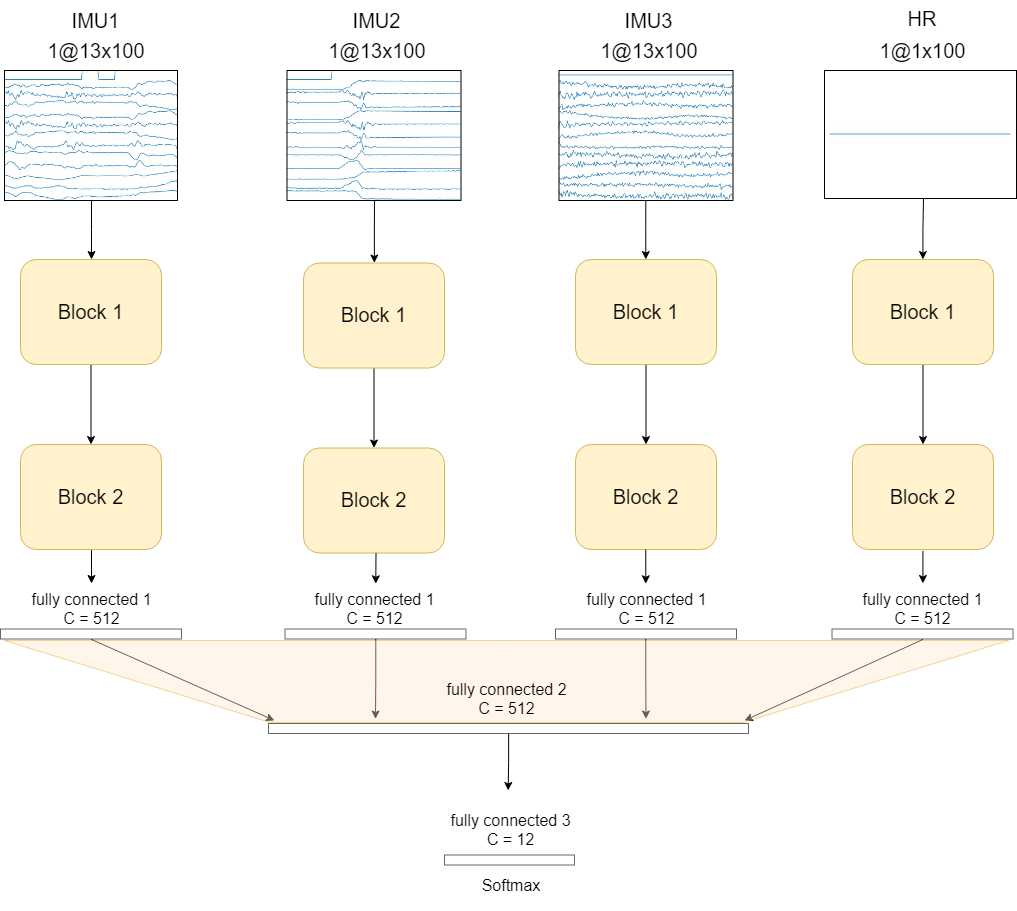 IMU1
1@13x100
IMU2
1@13x100
IMU3
1@13x100
HR
1@1x100
Block 1
Block 1
Block 1
Block 1
Block 2
Block 2
Block 2
Block 2
fully connected 1
C = 512
fully connected 1
C = 512
fully connected 1
C = 512
fully connected 1
C = 512
fully connected 2
C = 512
fully connected 3
C = 12
Softmax